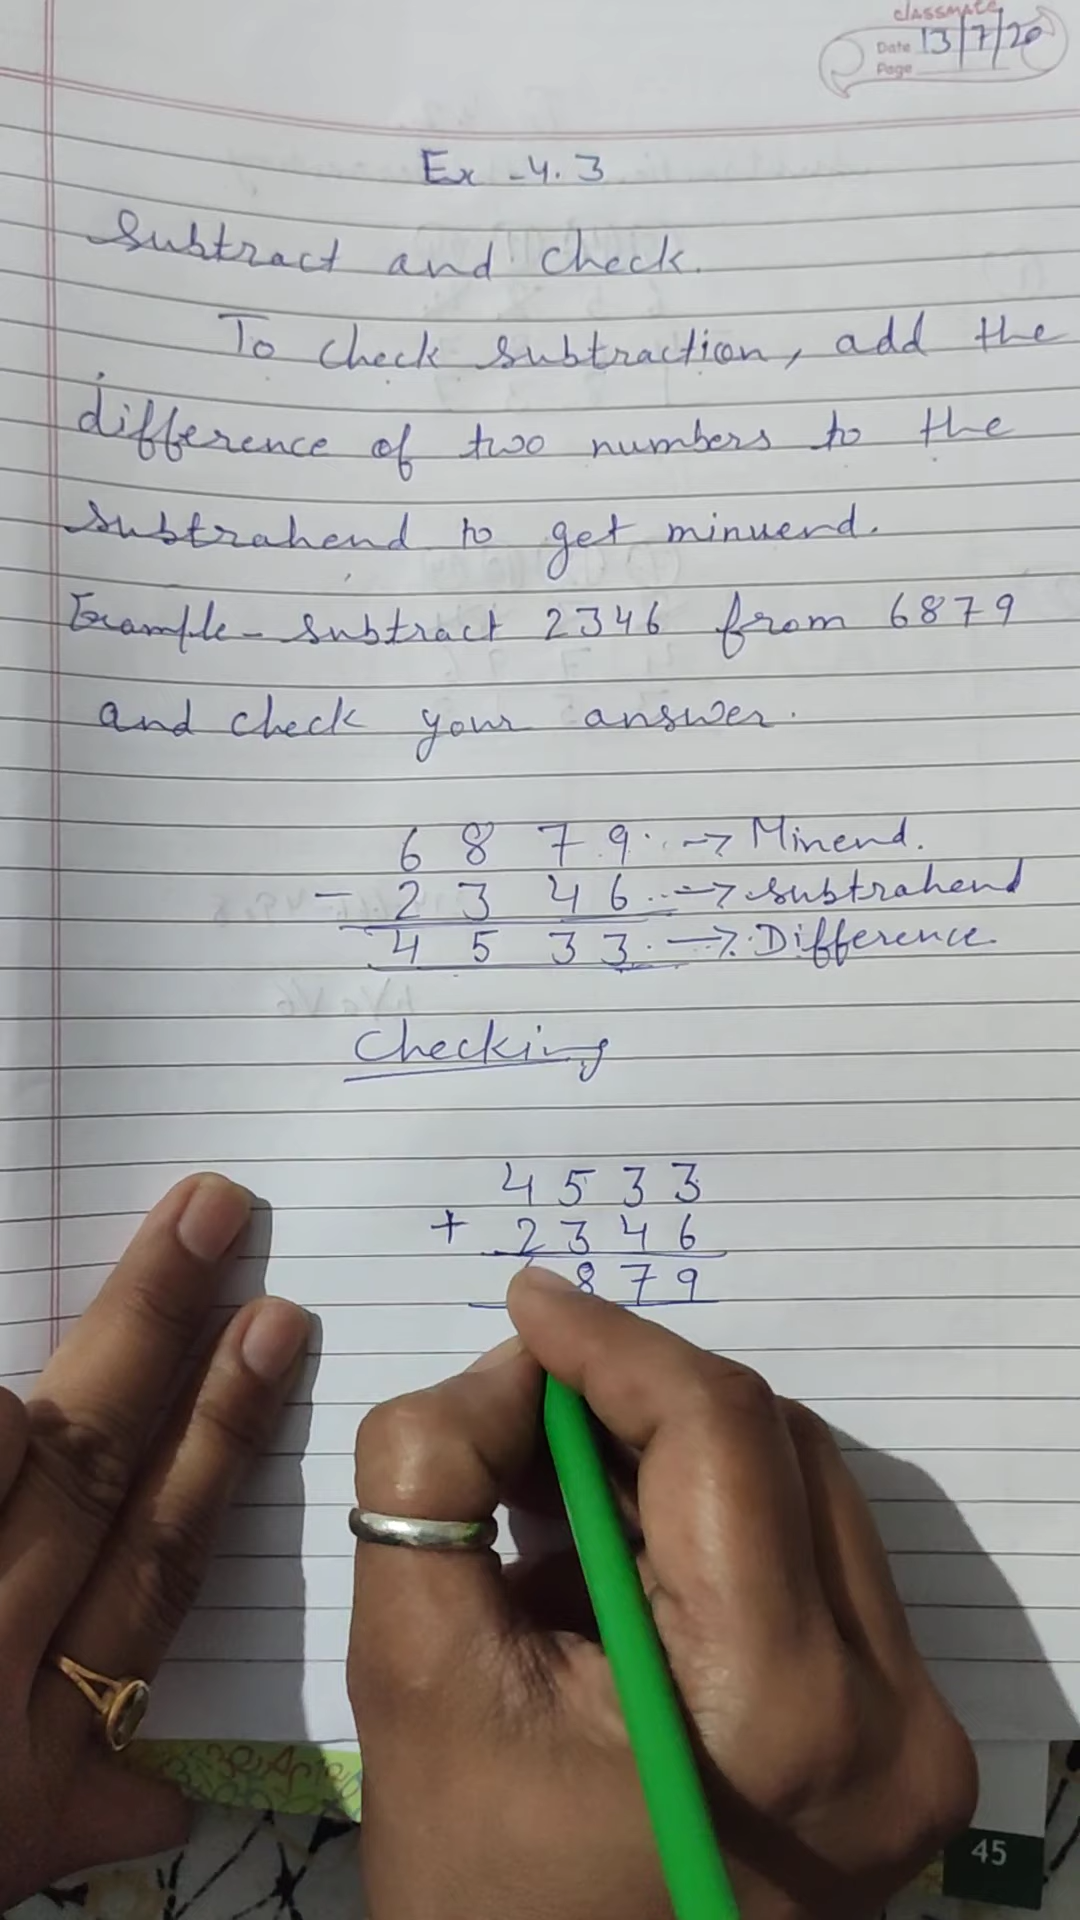 classmate
Date 13/7/20
Page
Ex - 4.3
Subtract and check.
To check subtraction, add the
difference of two numbers to the
subtrahend to get minuend.
Example - subtract 2346 from 6879
and check your answer.
6 8 7 9 → Minend.
- 2 3 4 6 → subtrahend
4 5 3 3 → Difference
Checking
4 5 3 3
+ 2 3 4 6
8 7 9
45